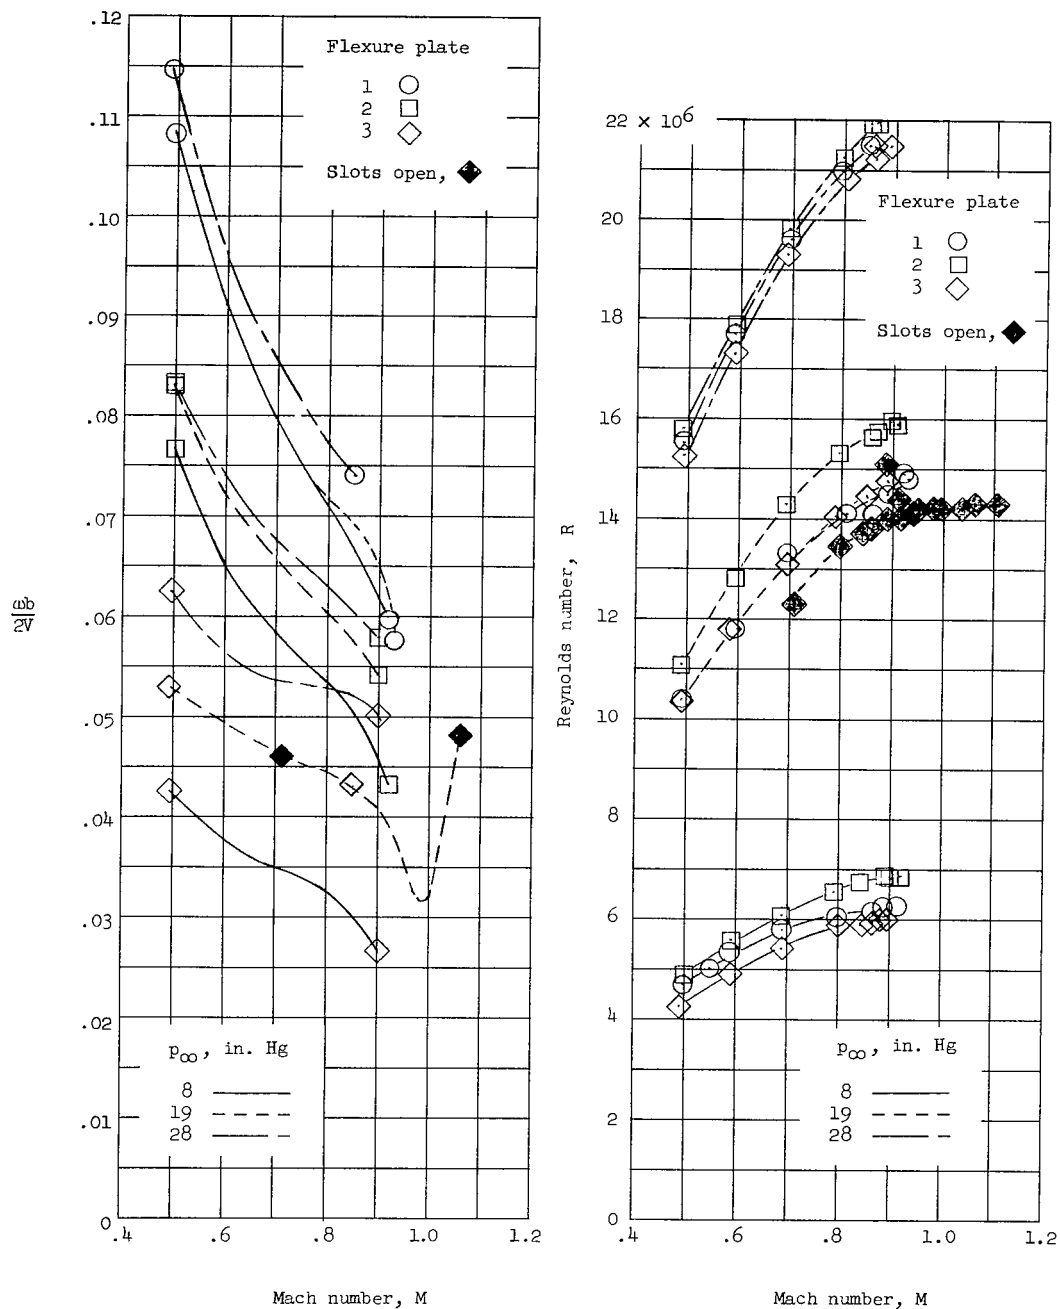 .12
.11
.10
.09
.08
.07
.06
.05
.04
.03
.02
.01
0
ωb
2V
Flexure plate
1
2
3
Slots open,
p∞, in. Hg
8
19
28
.4 .6 .8 1.0 1.2
Mach number, M
22 × 10⁶
20
18
16
14
12
10
8
6
4
2
0
Reynolds number, R
Flexure plate
1
2
3
Slots open,
p∞, in. Hg
8
19
28
.4 .6 .8 1.0 1.2
Mach number, M